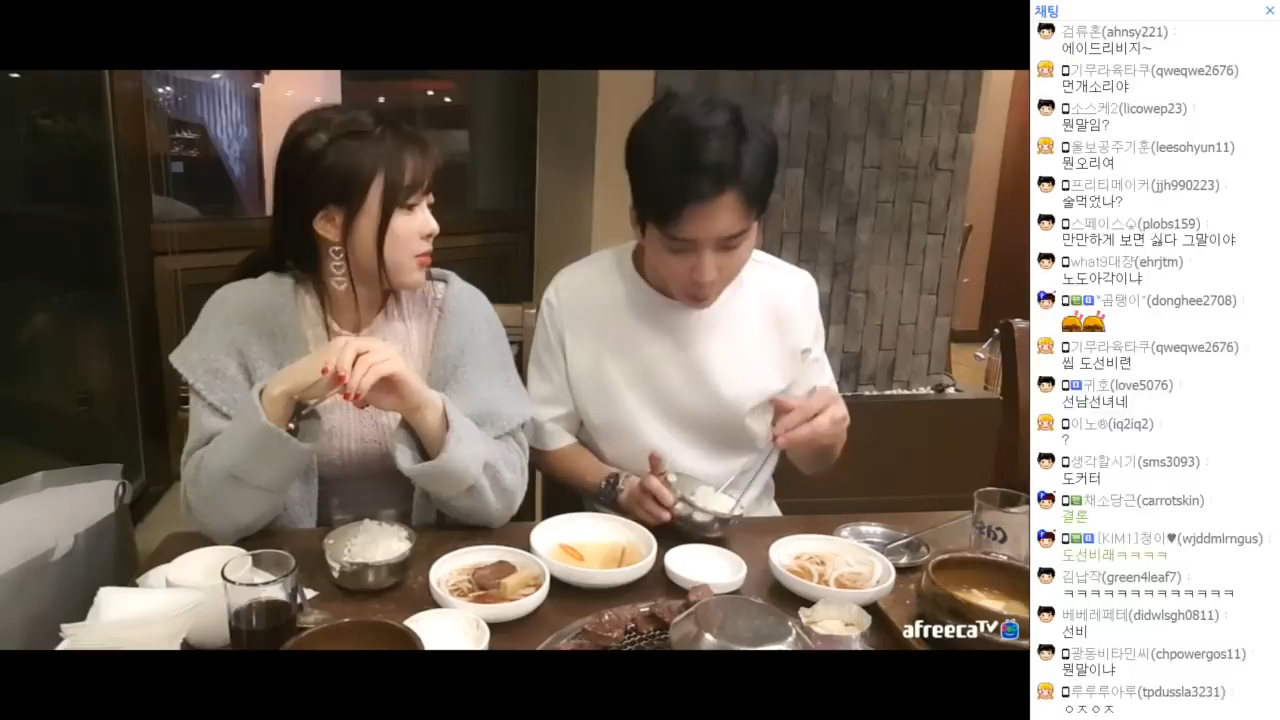 채팅
검류혼(ahnsy221) :
에이드리비지~
기무라육타쿠(qweqwe2676)
먼개소리야
소스케2(licowep23) :
뭔말임?
울보공주기훈(leesohyun11)
뭔오리여
프리티메이커(jjh990223) :
술먹었나?
스페이스♤(plobs159) :
만만하게 보면 싫다 그말이야
what9대장(ehrjtm)
노도아각이냐
"곰탱이"(donghee2708)
기무라육타쿠(qweqwe2676)
씹 도선비련
귀호(love5076)
선남선녀네
이노®(iq2iq2)
?
생각할시기(sms3093)
도커터
채소당근(carrotskin)
결론
[KIM1]정이♥(wjddmlrngus) :
도선비래ㅋㅋㅋㅋ
김납작(green4leaf7) :
ㅋㅋㅋㅋㅋㅋㅋㅋㅋㅋㅋㅋㅋ
베베레페테(didwlsgh0811) :
선비
광동비타민씨(chpowergos11)
뭔말이냐
루루루아루(tpdussla3231)
ㅇㅈㅇㅈ
afreecaTV